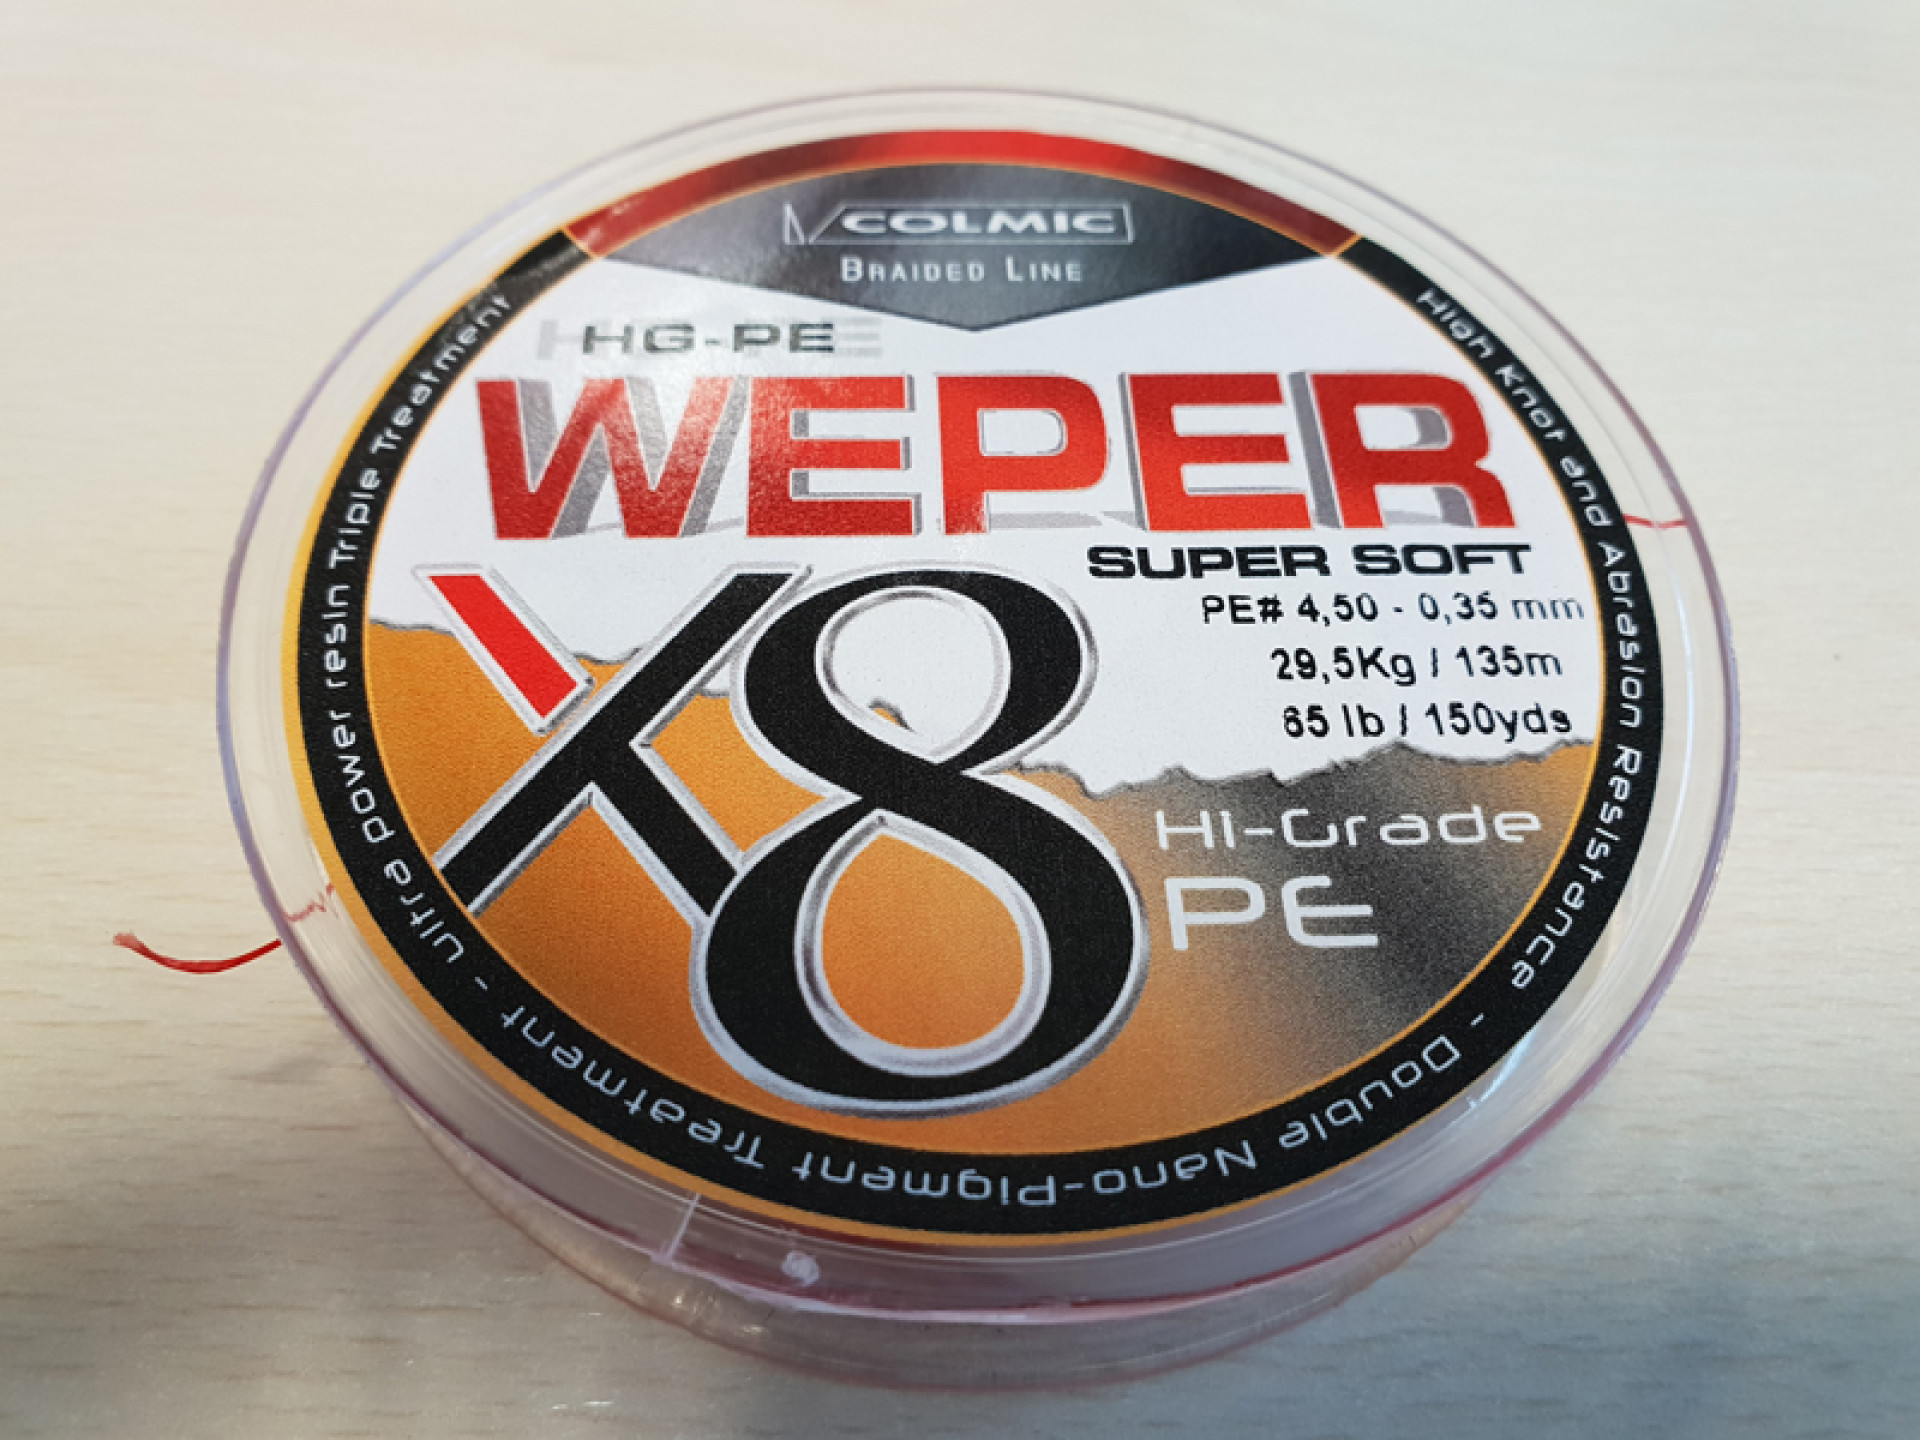 COLMIC
BRAIDED LINE
HG-PE
WEPER
SUPER SOFT
X8
PE# 4,50 - 0,35 mm
29,5Kg / 135m
65 lb / 150yds
HI-Grade
PE
High Knot and Abrasion Resistance - Double Nano-Pigment Treatment - Ultra power resin Triple Treatment